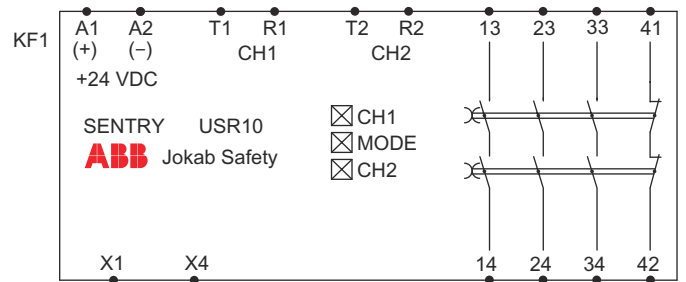 KF1
A1 A2 T1 R1 T2 R2 13 23 33 41
(+) (–) CH1 CH2
+24 VDC
SENTRY USR10
ABB Jokab Safety
CH1
MODE
CH2
X1 X4 14 24 34 42